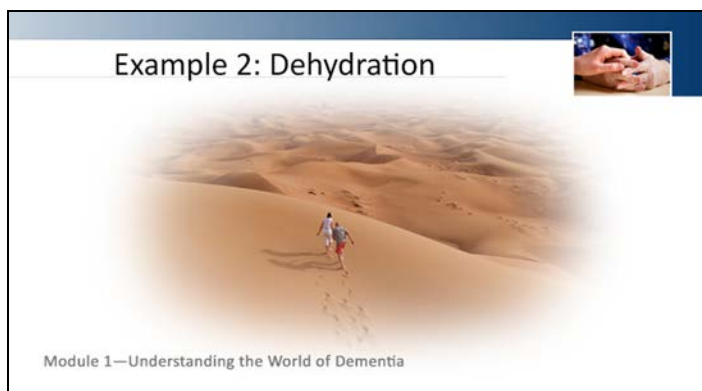 Example 2: Dehydration
Module 1—Understanding the World of Dementia